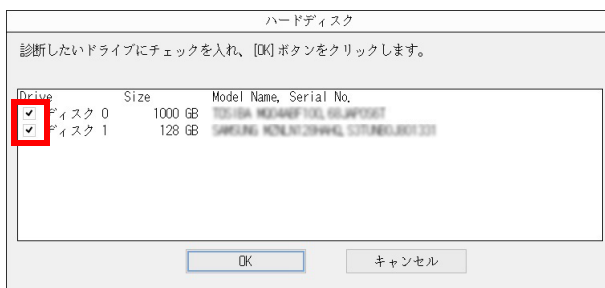 ハードディスク
診断したいドライブにチェックを入れ、[OK]ボタンをクリックします。
Drive Size Model Name, Serial No.
ディスク 0 1000 GB
ディスク 1 128 GB
OK キャンセル